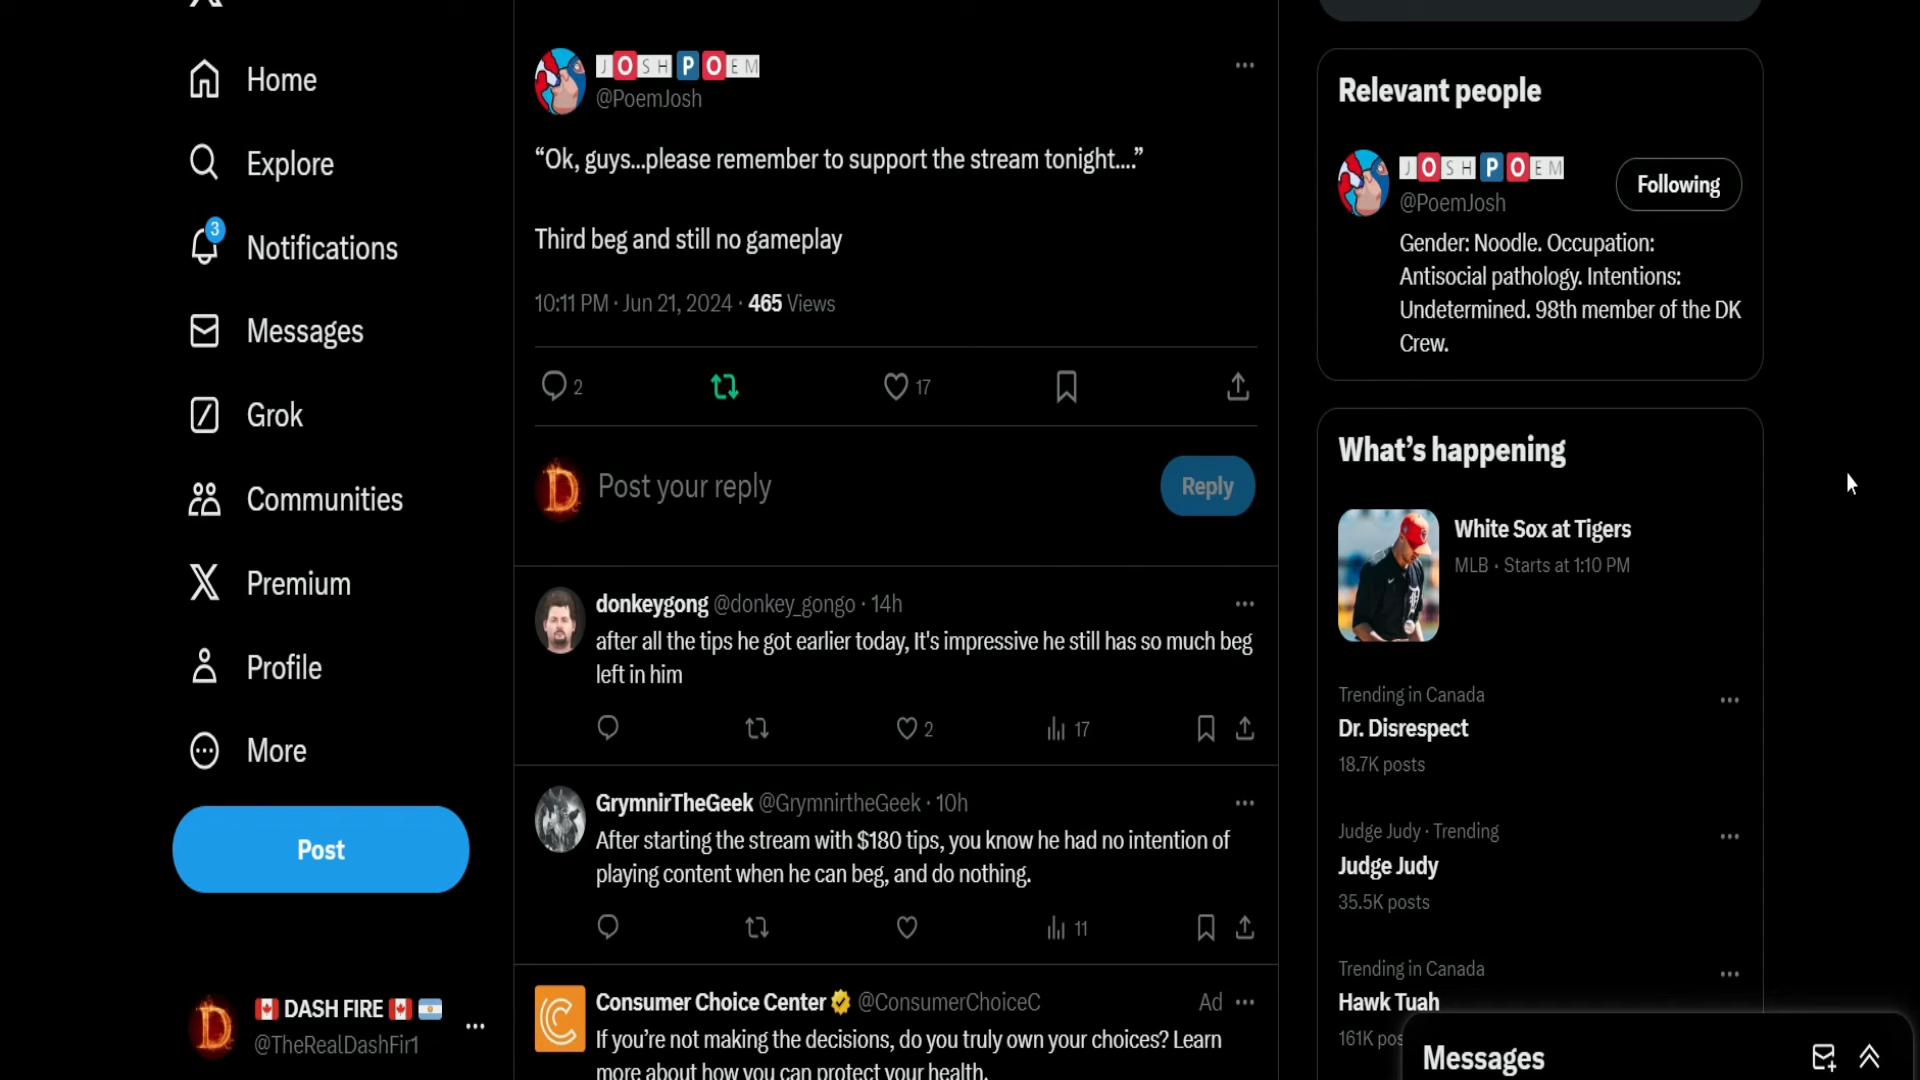 Home
Explore
3
Notifications
Messages
Grok
Communities
Premium
Profile
More
Post
DASH FIRE
@TheRealDashFir1
JOSHPOEM
@PoemJosh
“Ok, guys...please remember to support the stream tonight....”
Third beg and still no gameplay
10:11 PM · Jun 21, 2024 · 465 Views
2
17
Post your reply
Reply
donkeygong @donkey_gongo · 14h
after all the tips he got earlier today, It's impressive he still has so much beg
left in him
2
17
GrymnirTheGeek @GrymnirtheGeek · 10h
After starting the stream with $180 tips, you know he had no intention of
playing content when he can beg, and do nothing.
11
Consumer Choice Center @ConsumerChoiceC
Ad
If you’re not making the decisions, do you truly own your choices? Learn
more about how you can protect your health.
Relevant people
JOSHPOEM
@PoemJosh
Following
Gender: Noodle. Occupation:
Antisocial pathology. Intentions:
Undetermined. 98th member of the DK
Crew.
What’s happening
White Sox at Tigers
MLB · Starts at 1:10 PM
Trending in Canada
Dr. Disrespect
18.7K posts
Judge Judy · Trending
Judge Judy
35.5K posts
Trending in Canada
Hawk Tuah
161K pos
Messages